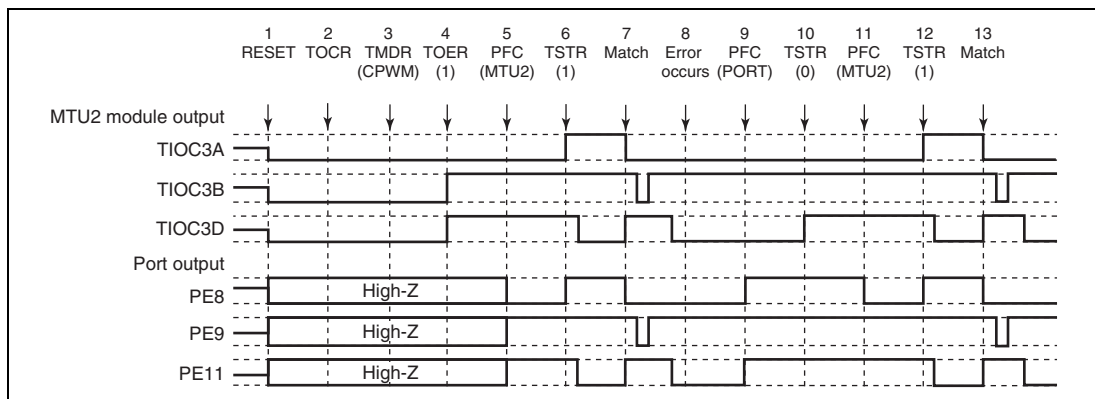 1 2 3 4 5 6 7 8 9 10 11 12 13
RESET TOCR TMDR TOER PFC TSTR Match Error PFC TSTR PFC TSTR Match
(CPWM) (1) (MTU2) (1) occurs (PORT) (0) (MTU2) (1)
MTU2 module output
TIOC3A
TIOC3B
TIOC3D
Port output
PE8 High-Z
PE9 High-Z
PE11 High-Z